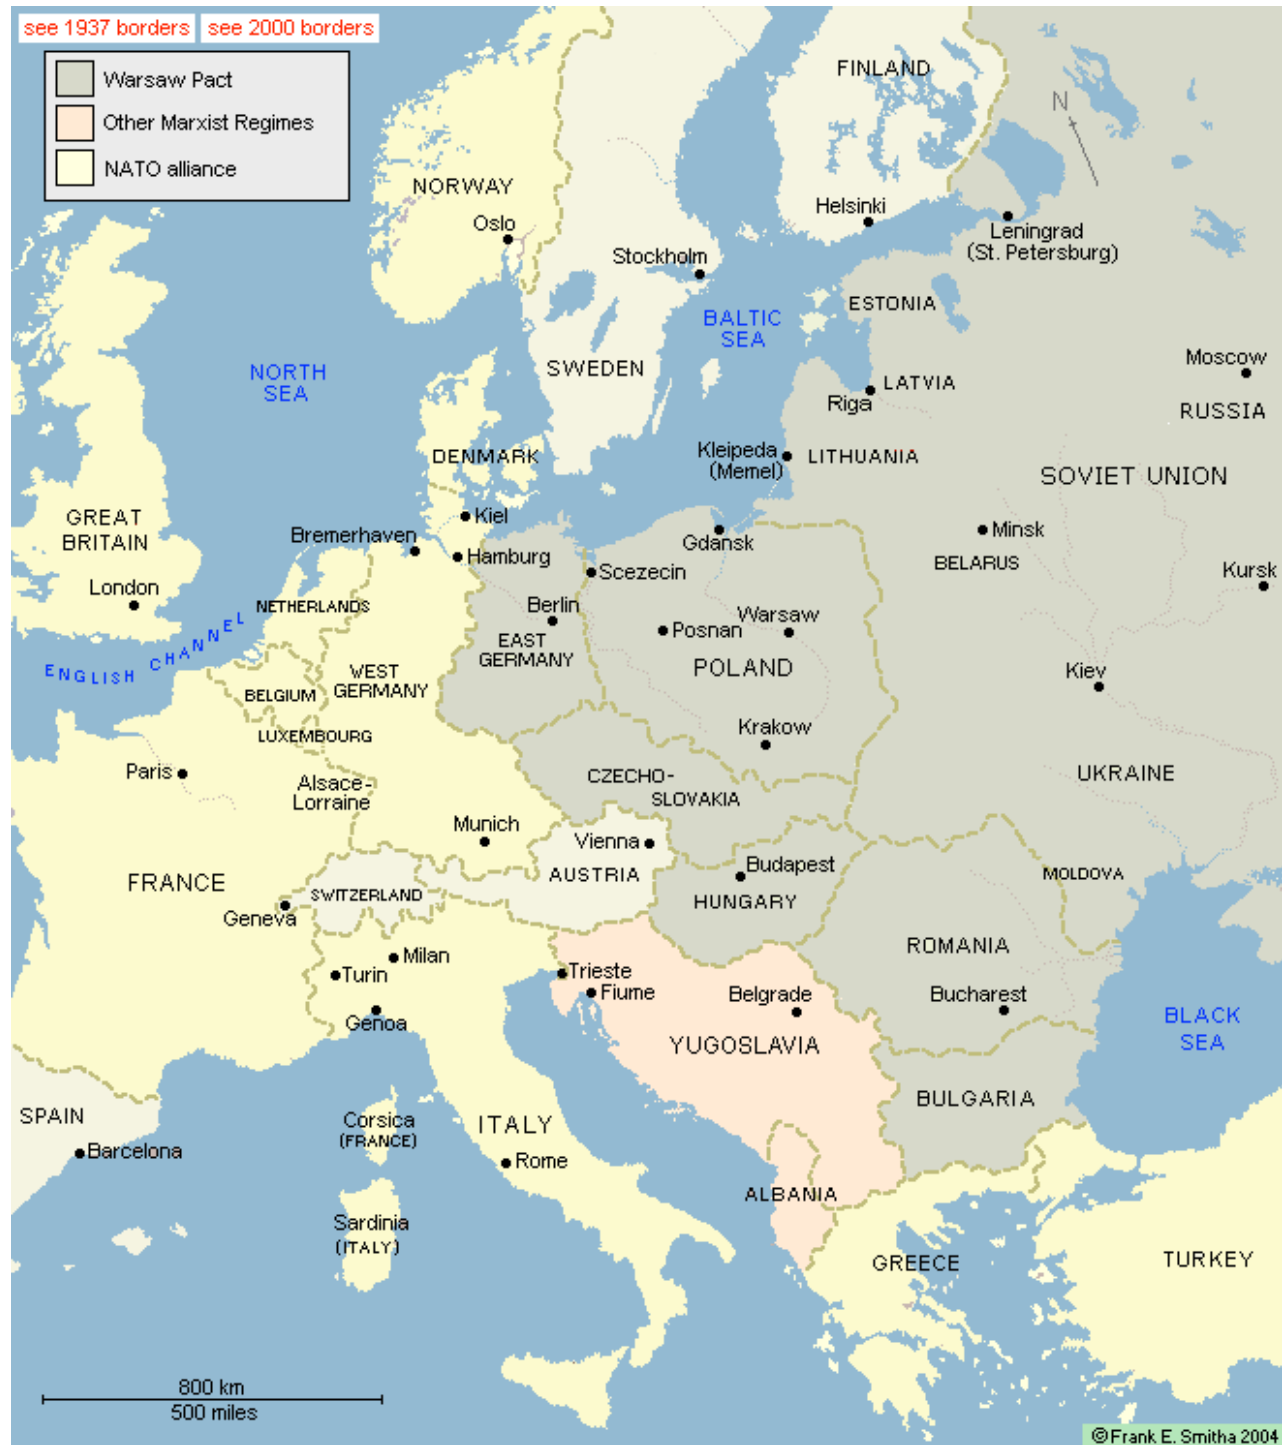 see 1937 borders
see 2000 borders
Warsaw Pact
Other Marxist Regimes
NATO alliance
FINLAND
N
NORWAY
Oslo
Helsinki
Leningrad
(St. Petersburg)
Stockholm
ESTONIA
BALTIC
SEA
NORTH
SEA
SWEDEN
Moscow
RUSSIA
LATVIA
Riga
DENMARK
Kleipeda
(Memel)
LITHUANIA
SOVIET UNION
GREAT
BRITAIN
Kiel
Bremerhaven
Hamburg
Gdansk
Minsk
BELARUS
Scezecin
Kursk
London
NETHERLANDS
Berlin
EAST
GERMANY
Posnan
Warsaw
POLAND
ENGLISH CHANNEL
BELGIUM
WEST
GERMANY
Kiev
LUXEMBOURG
Krakow
Paris
Alsace-
Lorraine
CZECHO-
SLOVAKIA
UKRAINE
Munich
Vienna
AUSTRIA
Budapest
HUNGARY
MOLDOVA
FRANCE
SWITZERLAND
Geneva
ROMANIA
Milan
Turin
Trieste
Fiume
Belgrade
Bucharest
Genoa
YUGOSLAVIA
BLACK
SEA
BULGARIA
SPAIN
Barcelona
Corsica
(FRANCE)
ITALY
Rome
ALBANIA
Sardinia
(ITALY)
GREECE
TURKEY
800 km
500 miles
©Frank E. Smitha 2004